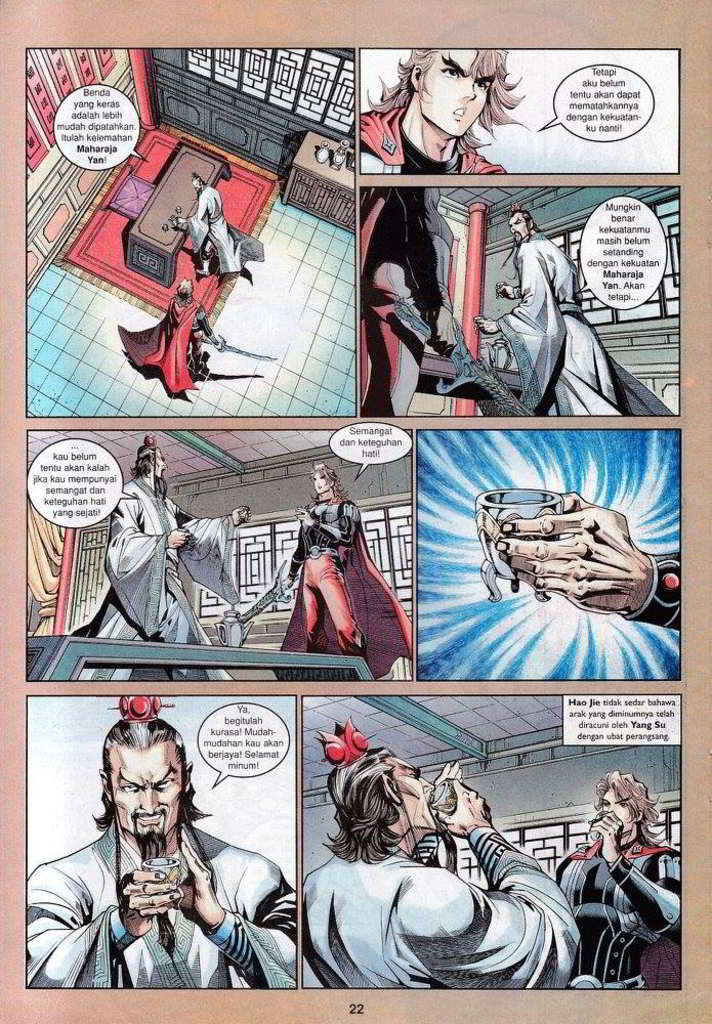 Benda
yang keras
adalah lebih
mudah dipatahkan.
Itulah kelemahan
Maharaja
Yan!
Tetapi
aku belum
tentu akan dapat
mematahkannya
dengan kekuatan-
ku nanti!
Mungkin
benar
kekuatanmu
masih belum
setanding
dengan kekuatan
Maharaja
Yan. Akan
tetapi...
...
kau belum
tentu akan kalah
jika kau mempunyai
semangat dan
keteguhan hati
yang sejati!
Semangat
dan keteguhan
hati!
Ya,
begitulah
kurasa! Mudah-
mudahan kau akan
berjaya! Selamat
minum!
Hao Jie tidak sedar bahawa
arak yang diminumnya telah
diracuni oleh Yang Su
dengan ubat perangsang.
22